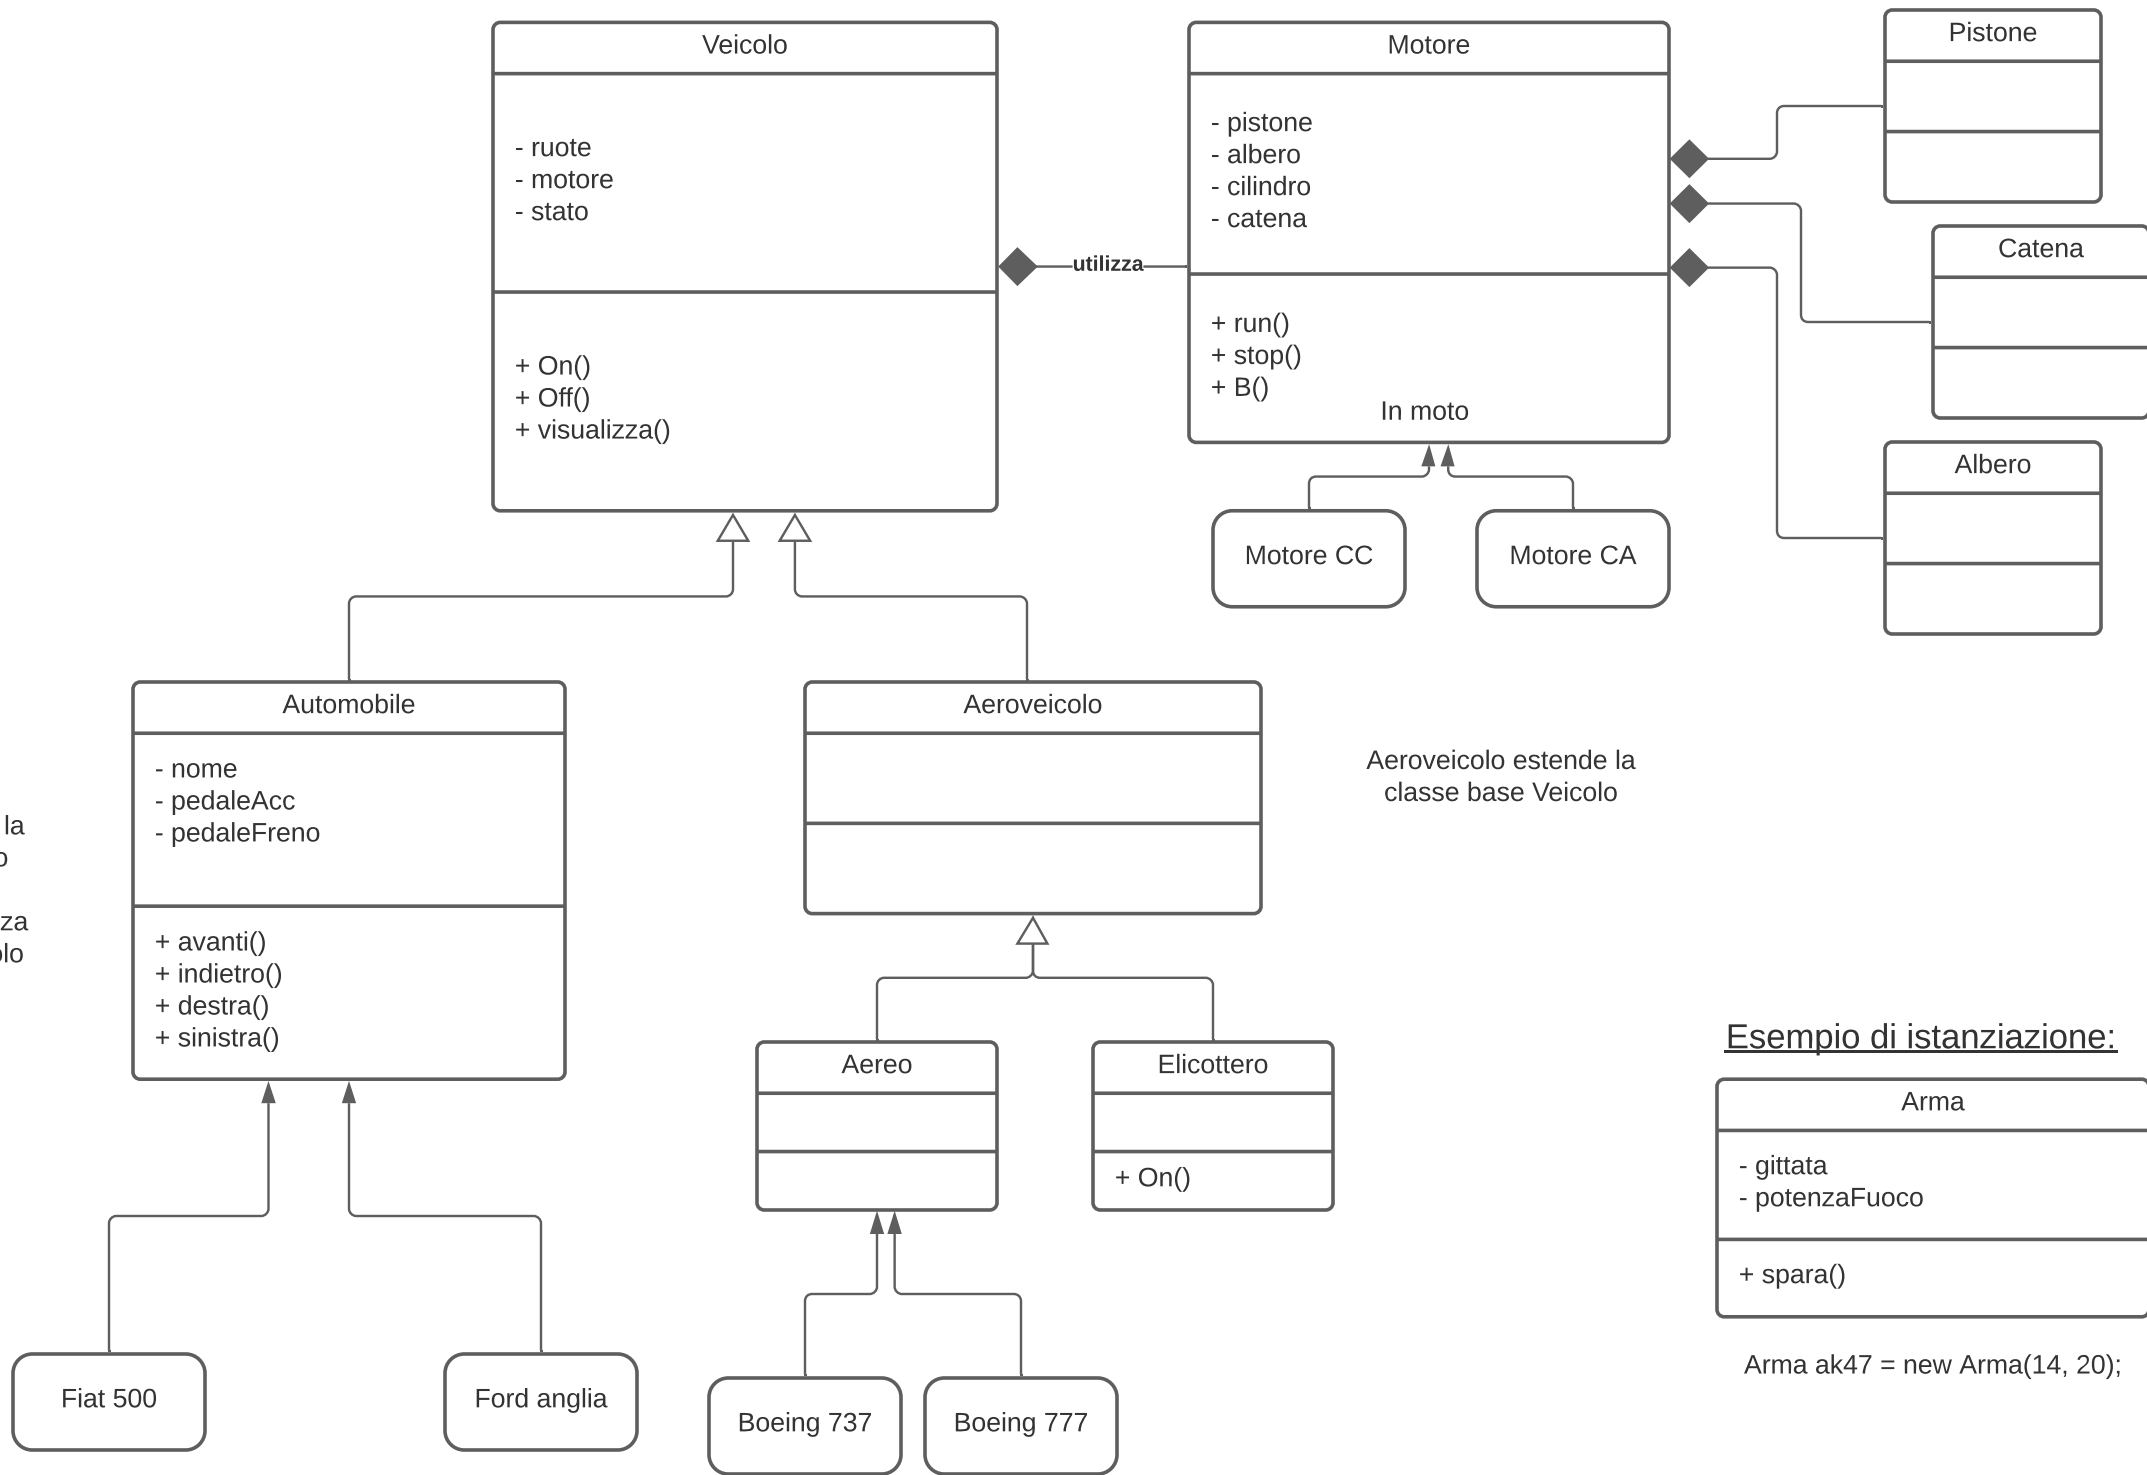 Veicolo
- ruote
- motore
- stato
+ On()
+ Off()
+ visualizza()
utilizza
Motore
- pistone
- albero
- cilindro
- catena
+ run()
+ stop()
+ B()
In moto
Pistone
Catena
Albero
Motore CC
Motore CA
Automobile
- nome
- pedaleAcc
- pedaleFreno
+ avanti()
+ indietro()
+ destra()
+ sinistra()
la
Aeroveicolo
Aeroveicolo estende la
classe base Veicolo
Aereo
Elicottero
+ On()
Fiat 500
Ford anglia
Boeing 737
Boeing 777
Esempio di istanziazione:
Arma
- gittata
- potenzaFuoco
+ spara()
Arma ak47 = new Arma(14, 20);